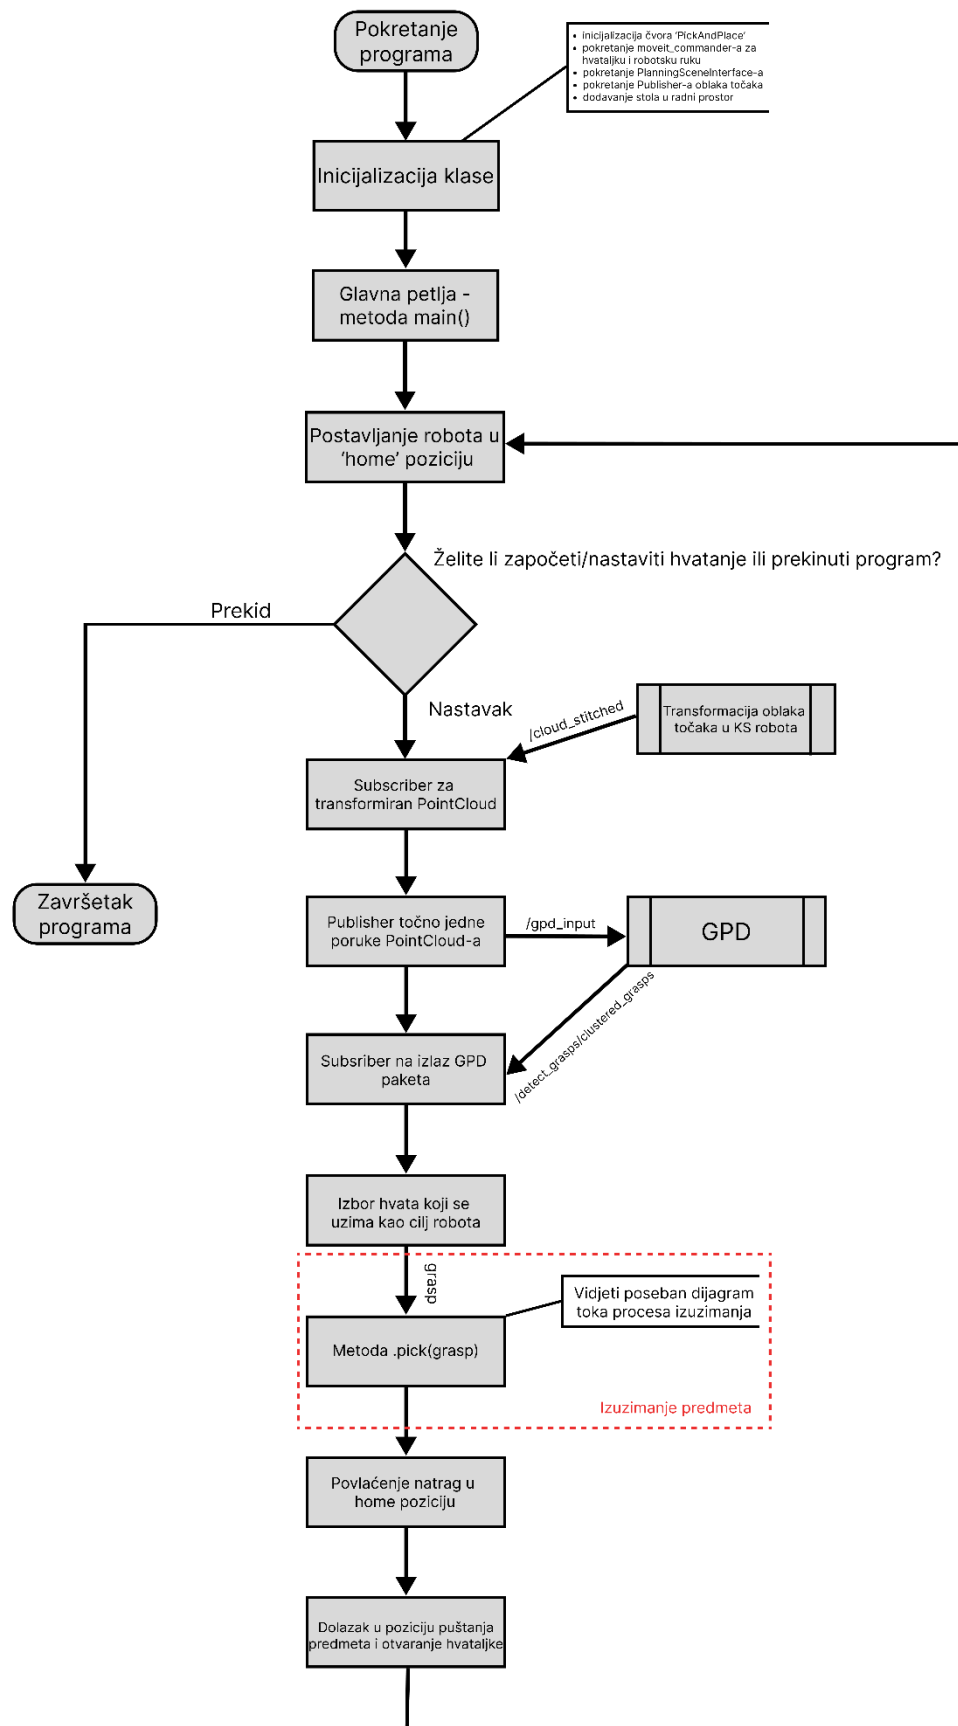 Pokretanje
programa
• inicijalizacija čvora 'PickAndPlace'
• pokretanje moveit_commander-a za
hvataljku i robotsku ruku
• pokretanje PlanningSceneInterface-a
• pokretanje Publisher-a oblaka točaka
• dodavanje stola u radni prostor
Inicijalizacija klase
Glavna petlja -
metoda main()
Postavljanje robota u
'home' poziciju
Želite li započeti/nastaviti hvatanje ili prekinuti program?
Prekid
Nastavak
/cloud_stitched
Transformacija oblaka
točaka u KS robota
Subscriber za
transformiran PointCloud
Završetak
programa
Publisher točno jedne
poruke PointCloud-a
/gpd_input
GPD
/detect_grasps/clustered_grasps
Subsriber na izlaz GPD
paketa
Izbor hvata koji se
uzima kao cilj robota
grasp
Vidjeti poseban dijagram
toka procesa izuzimanja
Metoda .pick(grasp)
Izuzimanje predmeta
Povlaćenje natrag u
home poziciju
Dolazak u poziciju puštanja
predmeta i otvaranje hvataljke